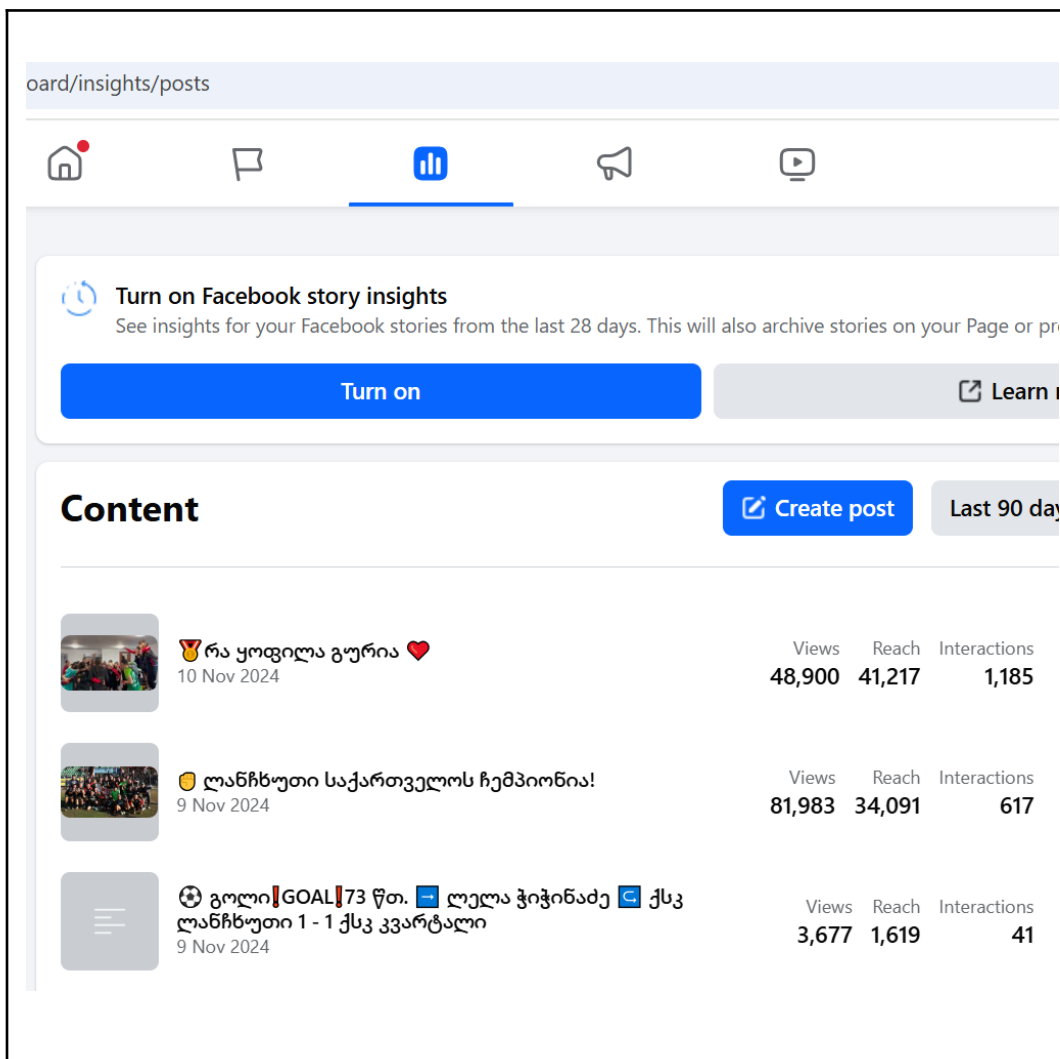 oard/insights/posts
Turn on Facebook story insights
See insights for your Facebook stories from the last 28 days. This will also archive stories on your Page or pr
Turn on
Learn
Content
Create post
Last 90 day
🏅რა ყოფილა გურია ❤️
Views Reach Interactions
10 Nov 2024
48,900 41,217 1,185
✊ ლანჩხუთი საქართველოს ჩემპიონია!
Views Reach Interactions
9 Nov 2024
81,983 34,091 617
⚽ გოლი❗GOAL❗73 წთ. ➡️ ლელა ჭიჭინაძე ↪️ ქსკ
ლანჩხუთი 1 - 1 ქსკ კვარტალი
Views Reach Interactions
9 Nov 2024
3,677 1,619 41